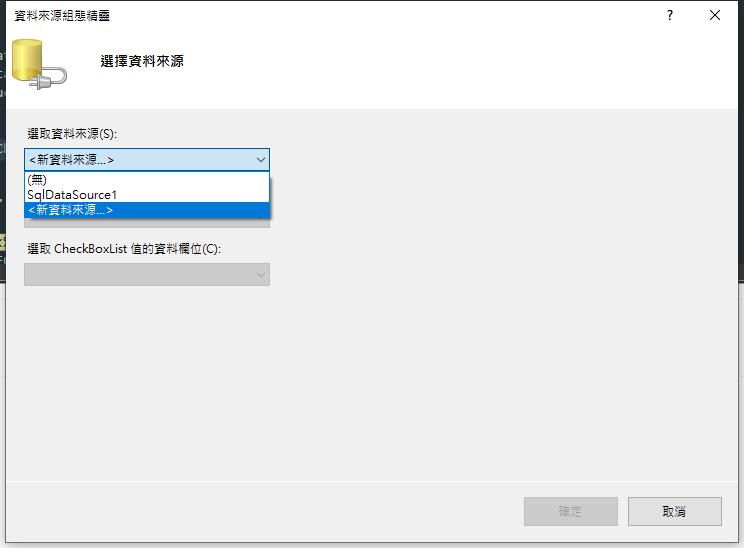 資料來源組態精靈
?
選擇資料來源
選取資料來源(S):
<新資料來源...>
(無)
SqlDataSource1
<新資料來源...>
選取 CheckBoxList 值的資料欄位(C):
確定
取消